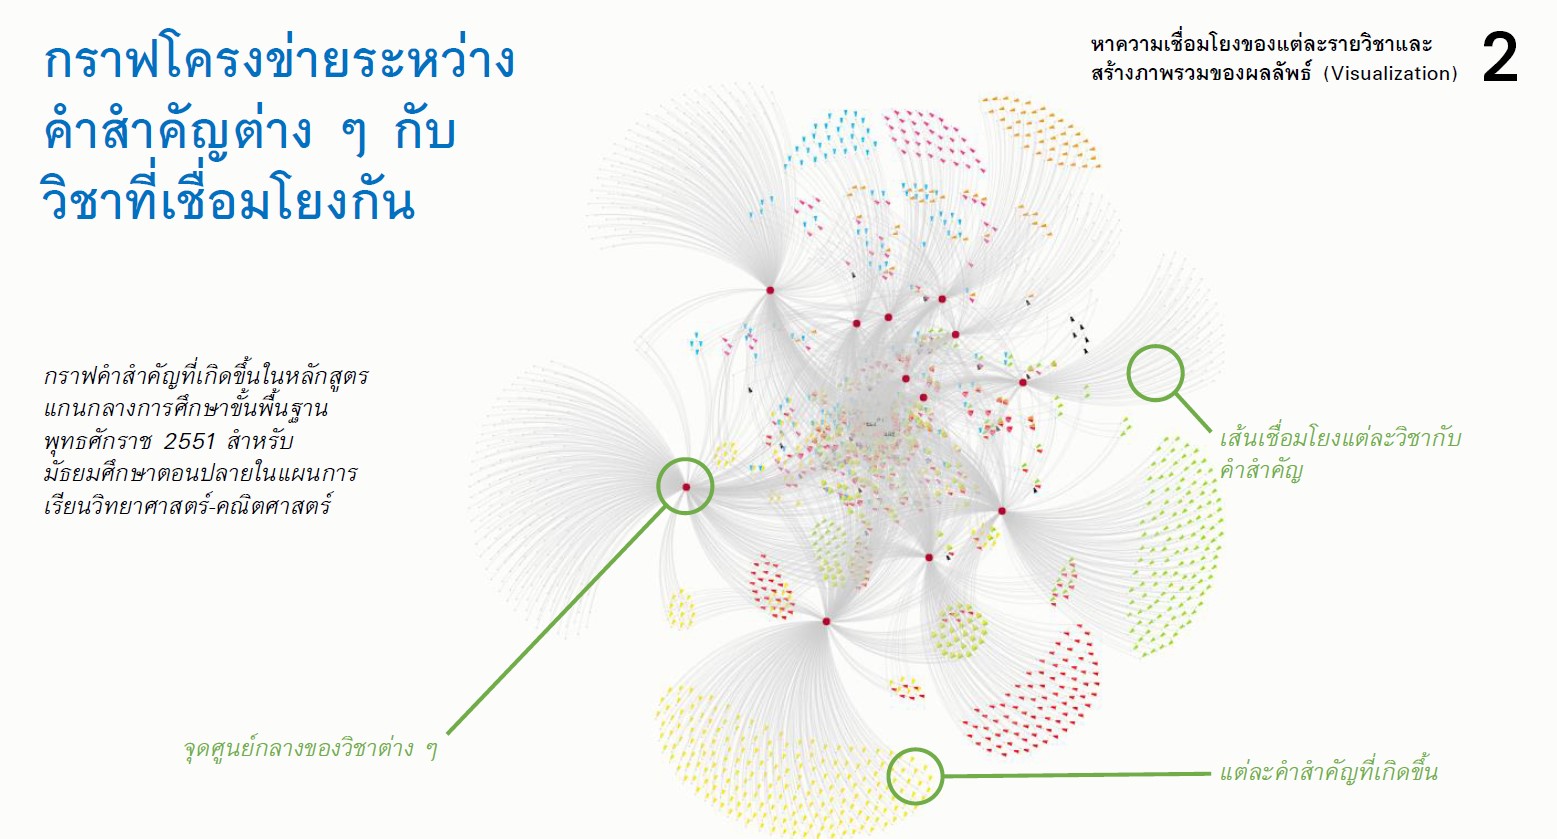 กราฟโครงข่ายระหว่าง
คำสำคัญต่าง ๆ กับ
วิชาที่เชื่อมโยงกัน
หาความเชื่อมโยงของแต่ละรายวิชาและ
สร้างภาพรวมของผลลัพธ์ (Visualization)
2
กราฟคำสำคัญที่เกิดขึ้นในหลักสูตร
แกนกลางการศึกษาขั้นพื้นฐาน
พุทธศักราช 2551 สำหรับ
มัธยมศึกษาตอนปลายในแผนการ
เรียนวิทยาศาสตร์-คณิตศาสตร์
เส้นเชื่อมโยงแต่ละวิชากับ
คำสำคัญ
จุดศูนย์กลางของวิชาต่าง ๆ
แต่ละคำสำคัญที่เกิดขึ้น